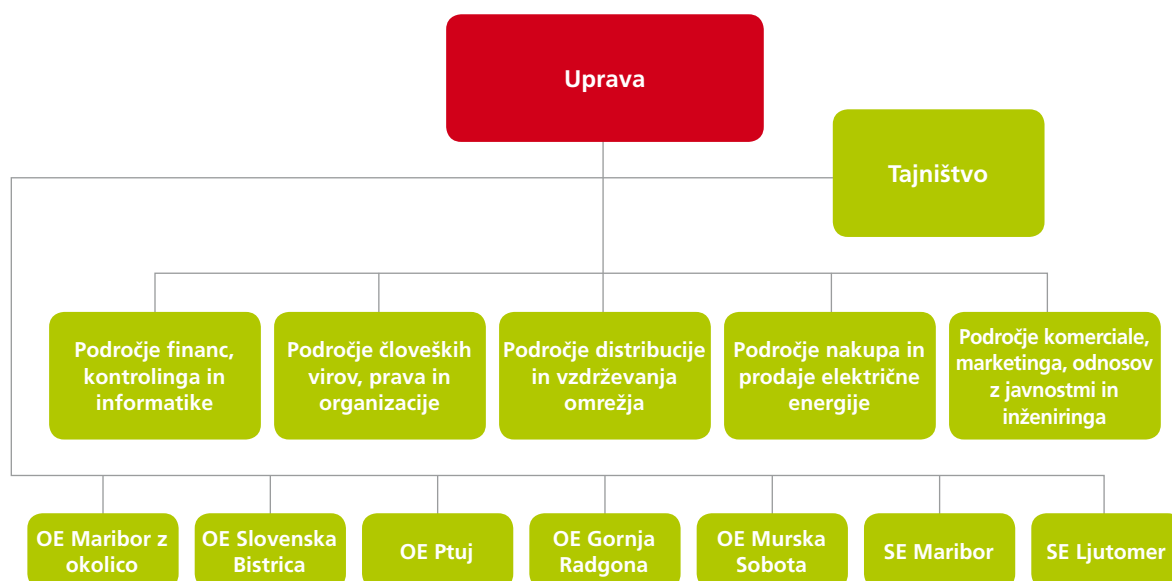 Uprava
Tajništvo
Področje financ,
kontrolinga in
informatike
Področje človeških
virov, prava in
organizacije
Področje distribucije
in vzdrževanja
omrežja
Področje nakupa in
prodaje električne
energije
Področje komerciale,
marketinga, odnosov
z javnostmi in
inženiringa
OE Maribor z
okolico
OE Slovenska
Bistrica
OE Ptuj
OE Gornja
Radgona
OE Murska
Sobota
SE Maribor
SE Ljutomer